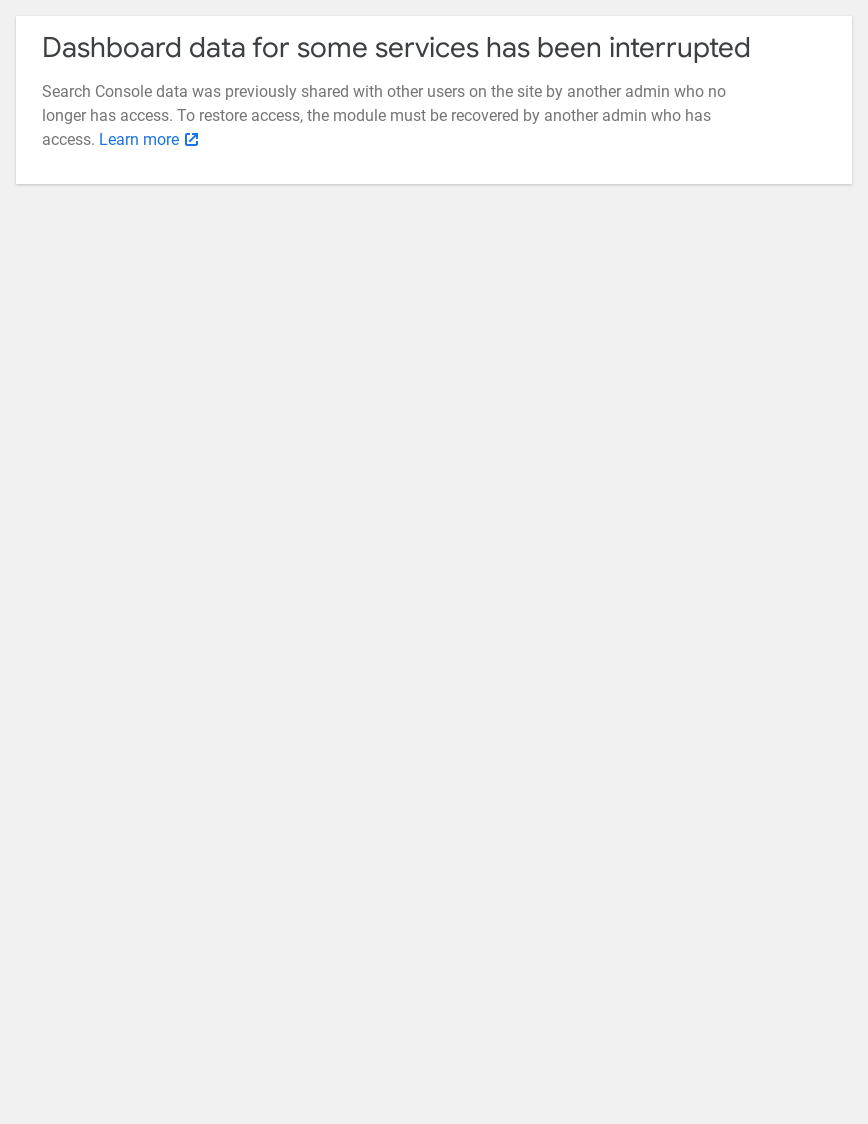 Dashboard data for some services has been interrupted
Search Console data was previously shared with other users on the site by another admin who no
longer has access. To restore access, the module must be recovered by another admin who has
access. Learn more